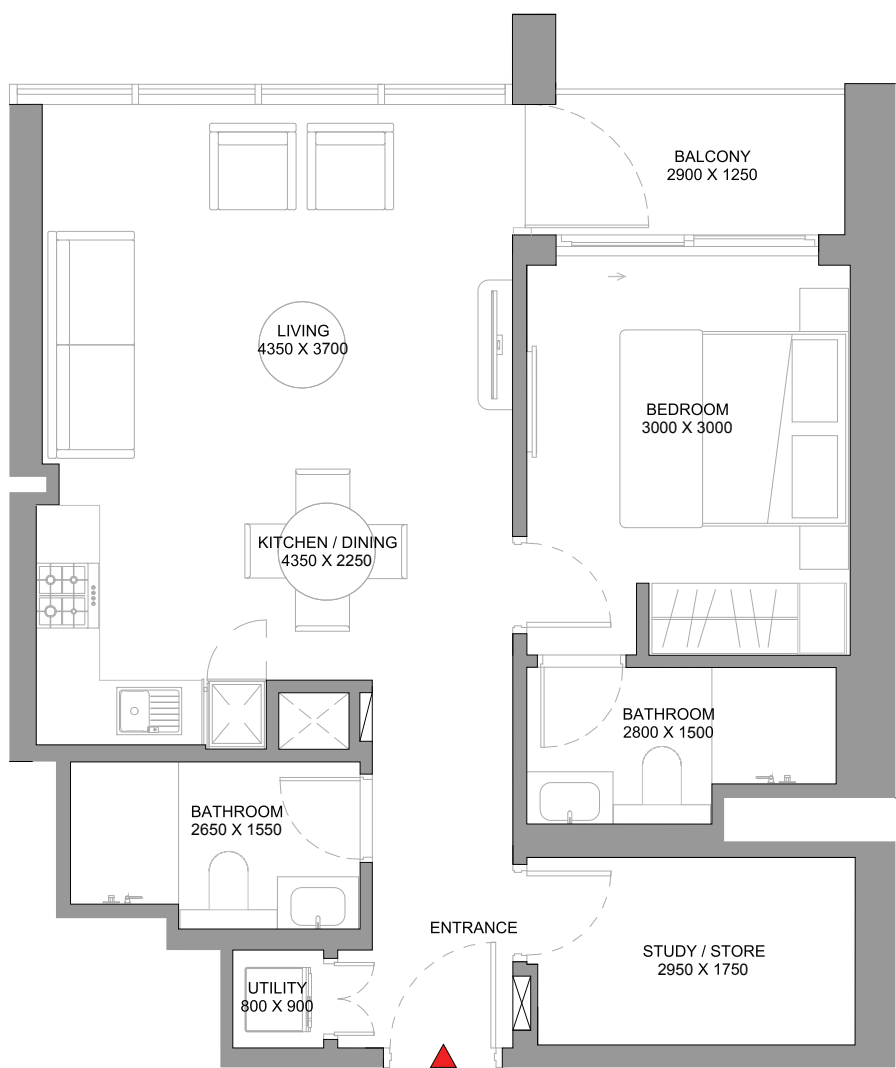 BALCONY
2900 X 1250
LIVING
4350 X 3700
BEDROOM
3000 X 3000
KITCHEN / DINING
4350 X 2250
BATHROOM
2800 X 1500
BATHROOM
2650 X 1550
ENTRANCE
STUDY / STORE
2950 X 1750
UTILITY
800 X 900